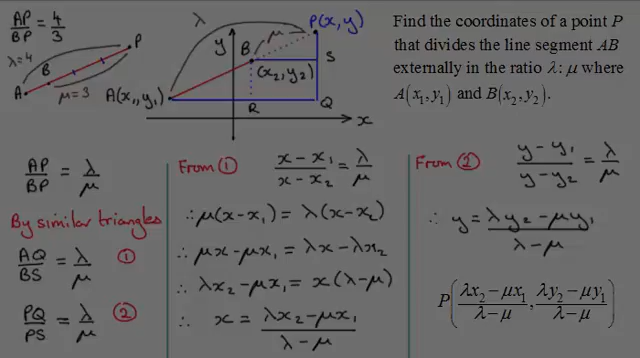 AP/BP = 4/3
λ=4
A
B
P
μ=3
λ
y
P(x, y)
B
μ
(x₂, y₂)
S
A(x₁, y₁)
R
Q
x
Find the coordinates of a point P
that divides the line segment AB
externally in the ratio λ: μ where
A(x₁, y₁) and B(x₂, y₂).
AP/BP = λ/μ
By similar triangles
AQ/BS = λ/μ ①
PQ/PS = λ/μ ②
From ① (x − x₁)/(x − x₂) = λ/μ
∴ μ(x−x₁) = λ(x−x₂)
∴ μx − μx₁ = λx − λx₂
∴ λx₂ − μx₁ = x(λ−μ)
∴ x = (λx₂ − μx₁)/(λ − μ)
From ② (y − y₁)/(y − y₂) = λ/μ
∴ y = (λy₂ − μy₁)/(λ − μ)
P((λx₂ − μx₁)/(λ − μ), (λy₂ − μy₁)/(λ − μ))